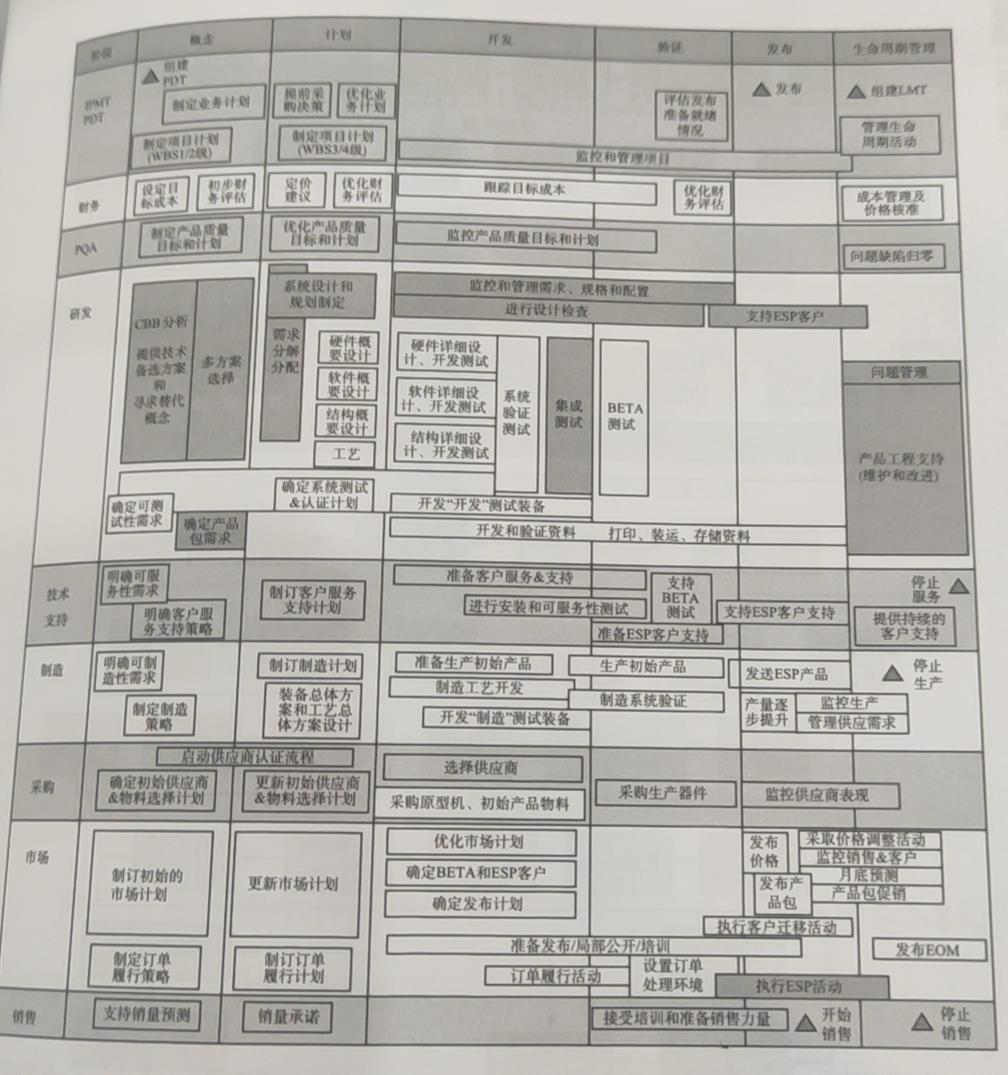 阶段
概念
计划
开发
验证
发布
生命周期管理
IPMT
PDT
组建
PDT
制定业务计划
提前采
购决策
优化业
务计划
评估发布
准备就绪
情况
发布
组建LMT
制定项目计划
(WBS1/2级)
制定项目计划
(WBS3/4级)
监控和管理项目
管理生命
周期活动
财务
设定目
标成本
初步财
务评估
定价
建议
优化财
务评估
跟踪目标成本
优化财
务评估
成本管理及
价格核准
PQA
制定产品质量
目标和计划
优化产品质量
目标和计划
监控产品质量目标和计划
问题缺陷归零
研发
CBB分析
提供技术
备选方案
和
寻求替代
概念
多方案
选择
系统设计和
规划制定
需求
分解
分配
硬件概
要设计
软件概
要设计
结构概
要设计
工艺
监控和管理需求、规格和配置
进行设计检查
支持ESP客户
硬件详细设
计、开发测试
软件详细设
计、开发测试
结构详细设
计、开发测试
系统
验证
测试
集成
测试
BETA
测试
问题管理
产品工程支持
(维护和改进)
确定可测
试性需求
确定产品
包需求
确定系统测试
&认证计划
开发“开发”测试装备
开发和验证资料
打印、装运、存储资料
技术
支持
明确可服
务性需求
明确客户服
务支持策略
制订客户服务
支持计划
准备客户服务&支持
进行安装和可服务性测试
支持
BETA
测试
准备ESP客户支持
支持ESP客户支持
停止
服务
提供持续的
客户支持
制造
明确可制
造性需求
制定制造
策略
制订制造计划
装备总体方
案和工艺总
体方案设计
准备生产初始产品
制造工艺开发
开发“制造”测试装备
生产初始产品
制造系统验证
发送ESP产品
产量逐
步提升
监控生产
管理供应需求
停止
生产
采购
启动供应商认证流程
确定初始供应商
&物料选择计划
更新初始供应商
&物料选择计划
选择供应商
采购原型机、初始产品物料
采购生产器件
监控供应商表现
市场
制订初始的
市场计划
更新市场计划
优化市场计划
确定BETA和ESP客户
确定发布计划
发布
价格
发布产
品包
采取价格调整活动
监控销售&客户
月底预测
产品包促销
执行客户迁移活动
准备发布/局部公开/培训
发布EOM
制定订单
履行策略
制订订单
履行计划
订单履行活动
设置订单
处理环境
执行ESP活动
销售
支持销量预测
销量承诺
接受培训和准备销售力量
开始
销售
停止
销售